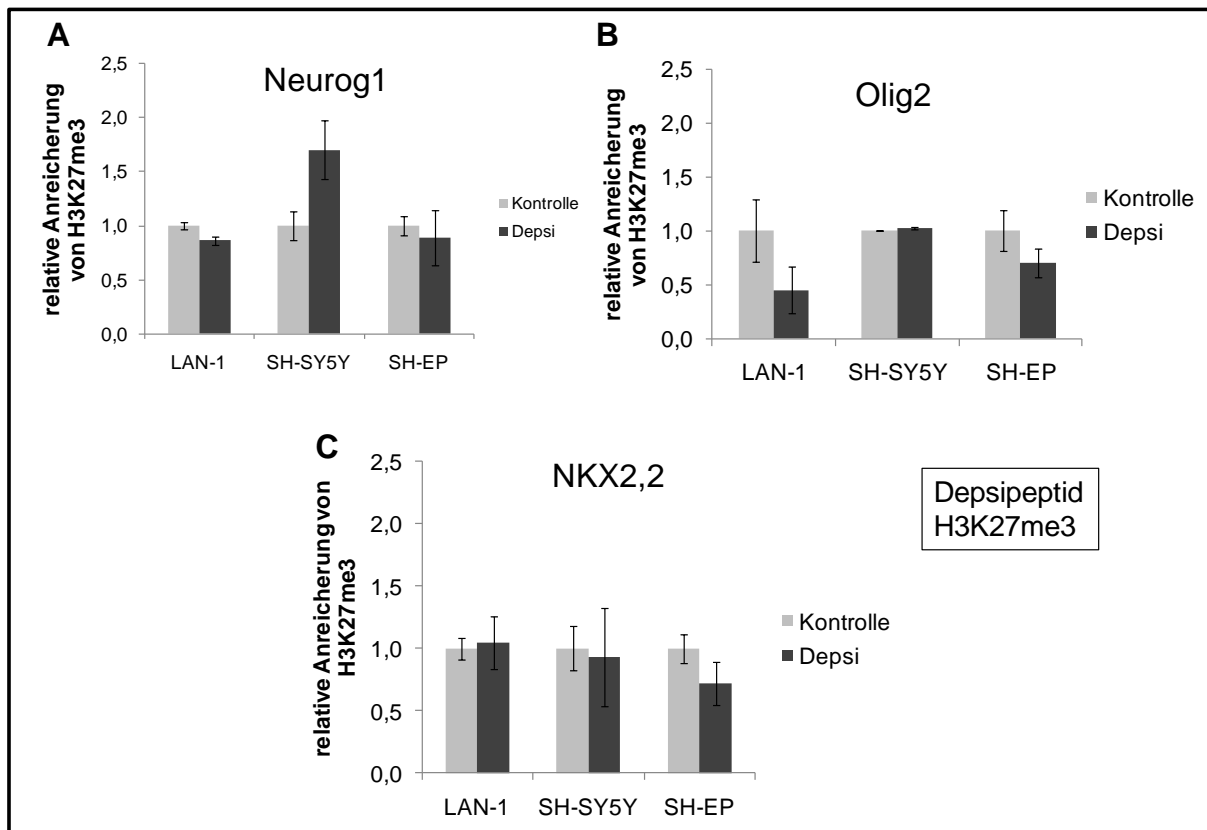 A
Neurog1
relative Anreicherung
von H3K27me3
2,5
2,0
1,5
1,0
0,5
0,0
LAN-1 SH-SY5Y SH-EP
Kontrolle
Depsi
B
Olig2
relative Anreicherung
von H3K27me3
2,5
2,0
1,5
1,0
0,5
0,0
LAN-1 SH-SY5Y SH-EP
Kontrolle
Depsi
C
NKX2,2
relative Anreicherung von
H3K27me3
2,5
2,0
1,5
1,0
0,5
0,0
LAN-1 SH-SY5Y SH-EP
Kontrolle
Depsi
Depsipeptid
H3K27me3